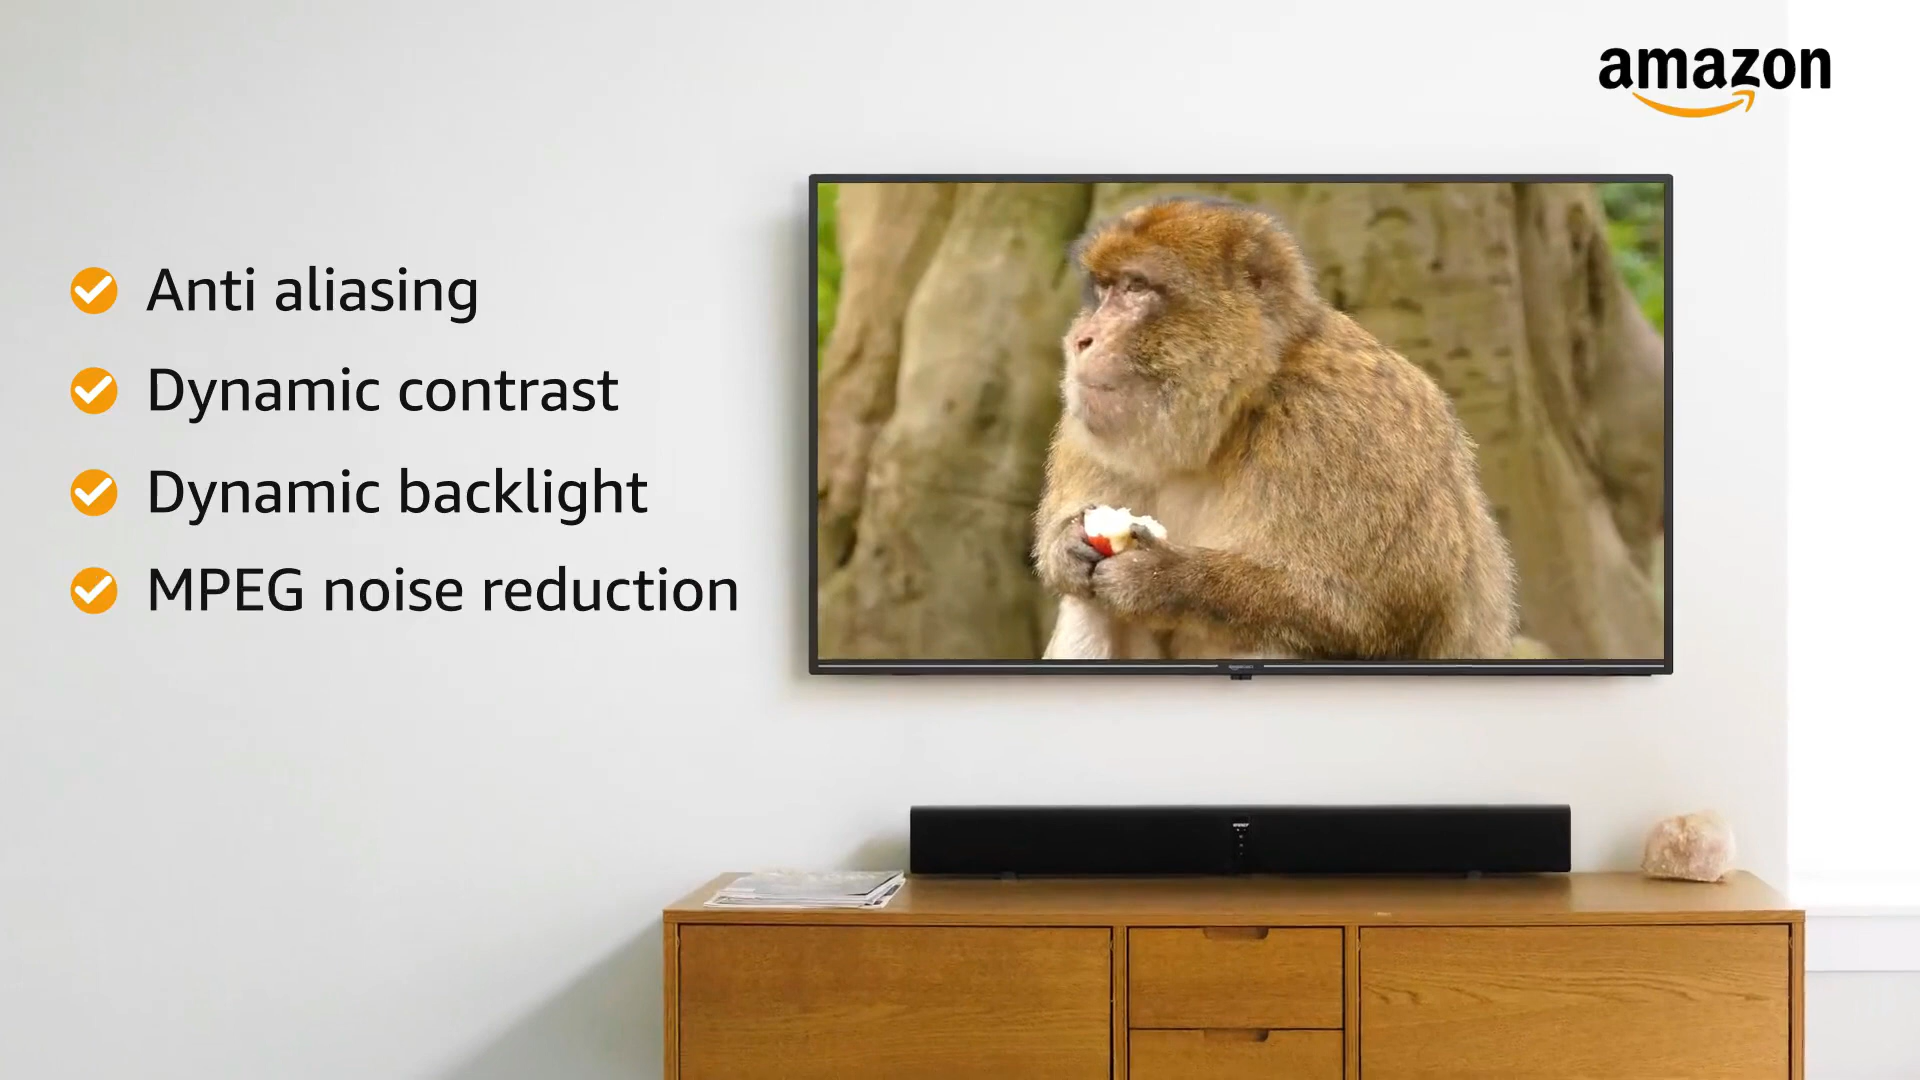 amazon
Anti aliasing
Dynamic contrast
Dynamic backlight
MPEG noise reduction